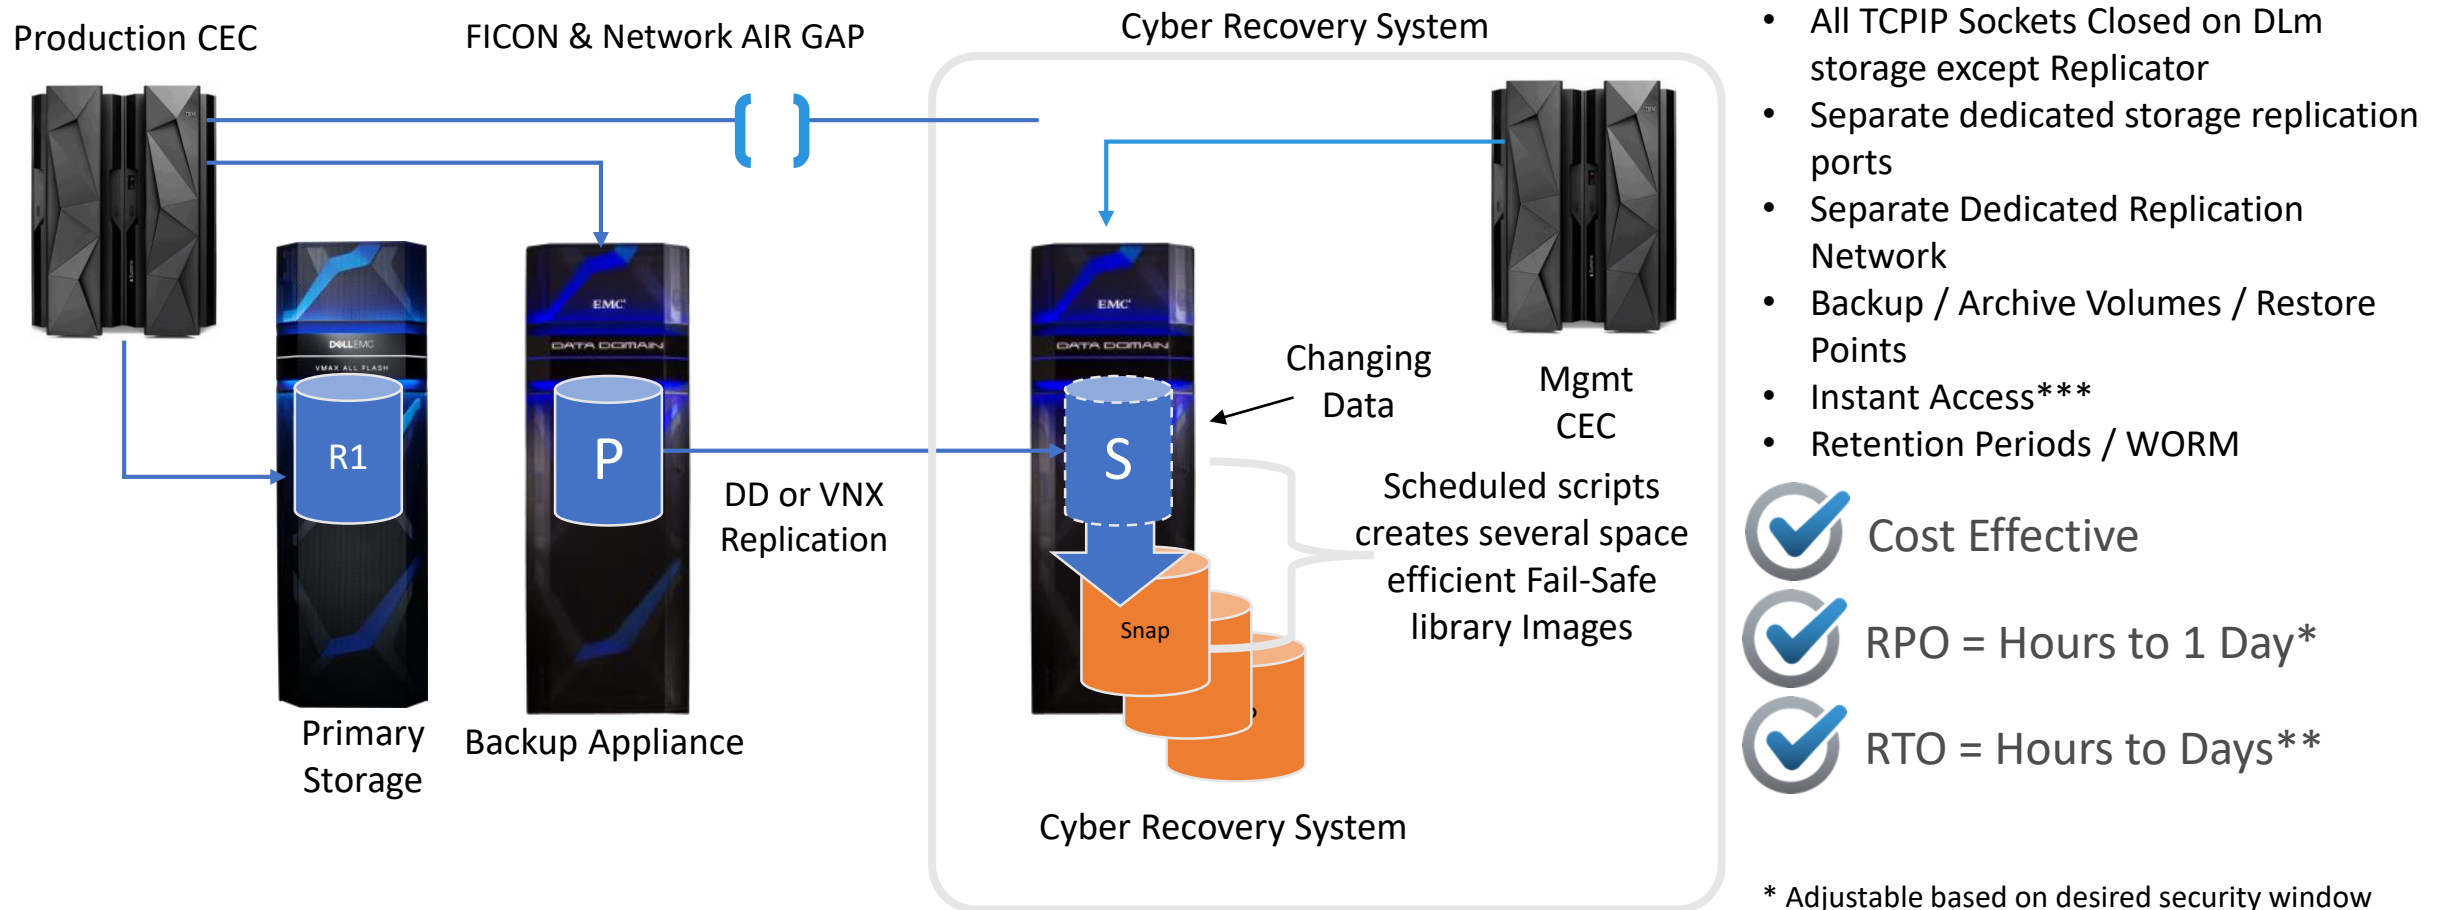 Production CEC
FICON & Network AIR GAP
Cyber Recovery System
EMC²
DATA DOMAIN
EMC²
DATA DOMAIN
DELLEMC
VMAX ALL FLASH
R1
P
S
Changing
Data
Mgmt
CEC
DD or VNX
Replication
Scheduled scripts
creates several space
efficient Fail-Safe
library Images
Snap
Primary
Storage
Backup Appliance
Cyber Recovery System
• All TCPIP Sockets Closed on DLm
storage except Replicator
• Separate dedicated storage replication
ports
• Separate Dedicated Replication
Network
• Backup / Archive Volumes / Restore
Points
• Instant Access***
• Retention Periods / WORM
Cost Effective
RPO = Hours to 1 Day*
RTO = Hours to Days**
* Adjustable based on desired security window